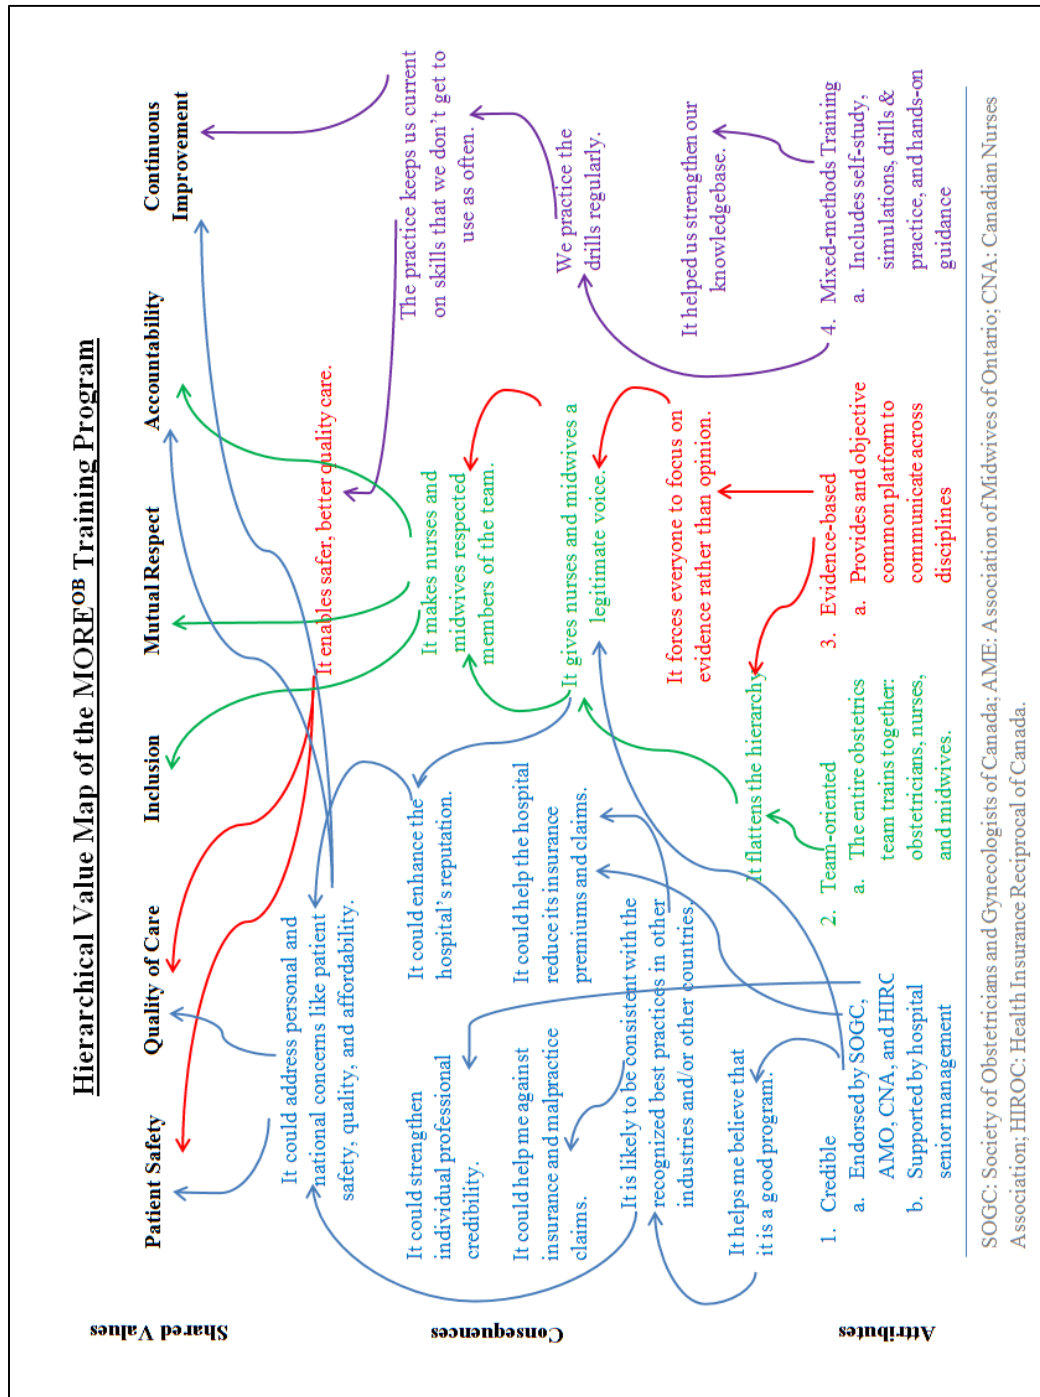 Hierarchical Value Map of the MORE^OB Training Program
Shared Values
Patient Safety
Quality of Care
Inclusion
Mutual Respect
Accountability
Continuous
Improvement
Consequences
It could address personal and
national concerns like patient
safety, quality, and affordability.
It enables safer, better quality care.
The practice keeps us current
on skills that we don't get to
use as often.
It could strengthen
individual professional
credibility.
It could enhance the
hospital's reputation.
It makes nurses and
midwives respected
members of the team.
It could help me against
insurance and malpractice
claims.
It could help the hospital
reduce its insurance
premiums and claims.
It gives nurses and midwives a
legitimate voice.
We practice the
drills regularly.
It is likely to be consistent with the
recognized best practices in other
industries and/or other countries.
It forces everyone to focus on
evidence rather than opinion.
It helped us strengthen our
knowledgebase.
It helps me believe that
it is a good program.
It flattens the hierarchy
Attributes
1. Credible
a. Endorsed by SOGC,
AMO, CNA, and HIROC
b. Supported by hospital
senior management
2. Team-oriented
a. The entire obstetrics
team trains together:
obstetricians, nurses,
and midwives.
3. Evidence-based
a. Provides and objective
common platform to
communicate across
disciplines
4. Mixed-methods Training
a. Includes self-study,
simulations, drills &
practice, and hands-on
guidance
SOGC: Society of Obstetricians and Gynecologists of Canada; AME: Association of Midwives of Ontario; CNA: Canadian Nurses
Association; HIROC: Health Insurance Reciprocal of Canada.